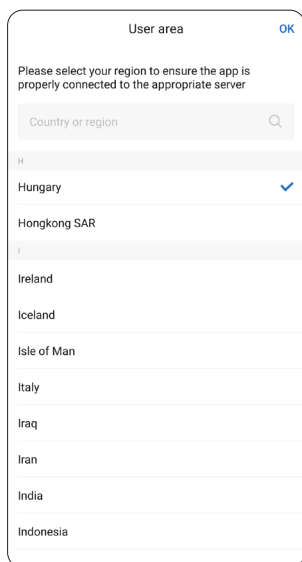 User area
OK
Please select your region to ensure the app is
properly connected to the appropriate server
Country or region
H
Hungary
Hongkong SAR
I
Ireland
Iceland
Isle of Man
Italy
Iraq
Iran
India
Indonesia